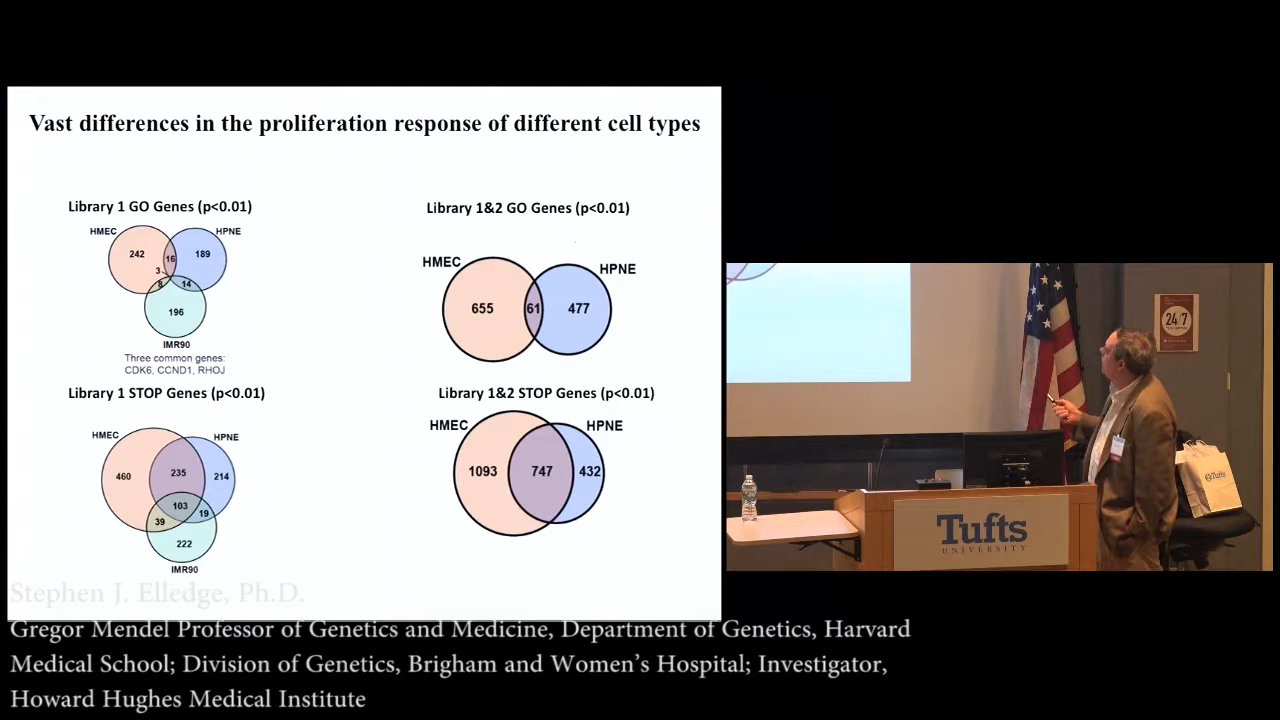 Vast differences in the proliferation response of different cell types
Library 1 GO Genes (p<0.01)
HMEC
HPNE
242
16
189
3
8
14
196
IMR90
Three common genes:
CDK6, CCND1, RHOJ
Library 1&2 GO Genes (p<0.01)
HMEC
HPNE
655
61
477
Library 1 STOP Genes (p<0.01)
HMEC
HPNE
460
235
214
103
39
19
222
IMR90
Library 1&2 STOP Genes (p<0.01)
HMEC
HPNE
1093
747
432
24/7
Tufts
UNIVERSITY
Tufts
Stephen J. Elledge, Ph.D.
Gregor Mendel Professor of Genetics and Medicine, Department of Genetics, Harvard
Medical School; Division of Genetics, Brigham and Women's Hospital; Investigator,
Howard Hughes Medical Institute